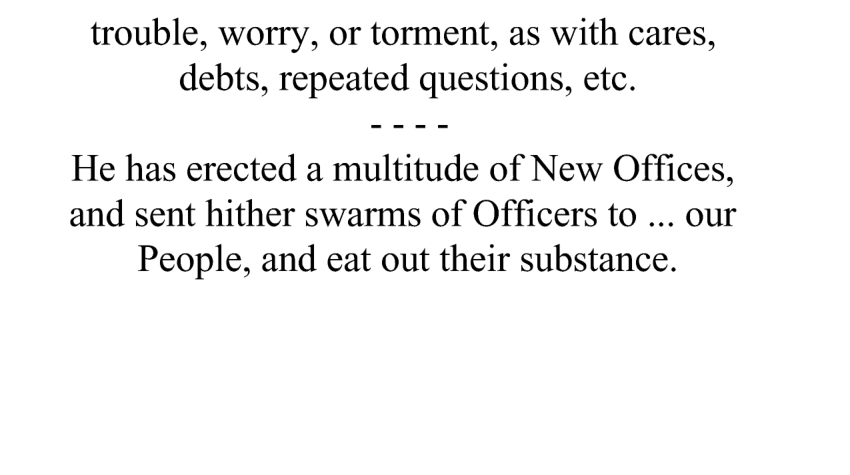 trouble, worry, or torment, as with cares,
debts, repeated questions, etc.
- - - -
He has erected a multitude of New Offices,
and sent hither swarms of Officers to ... our
People, and eat out their substance.